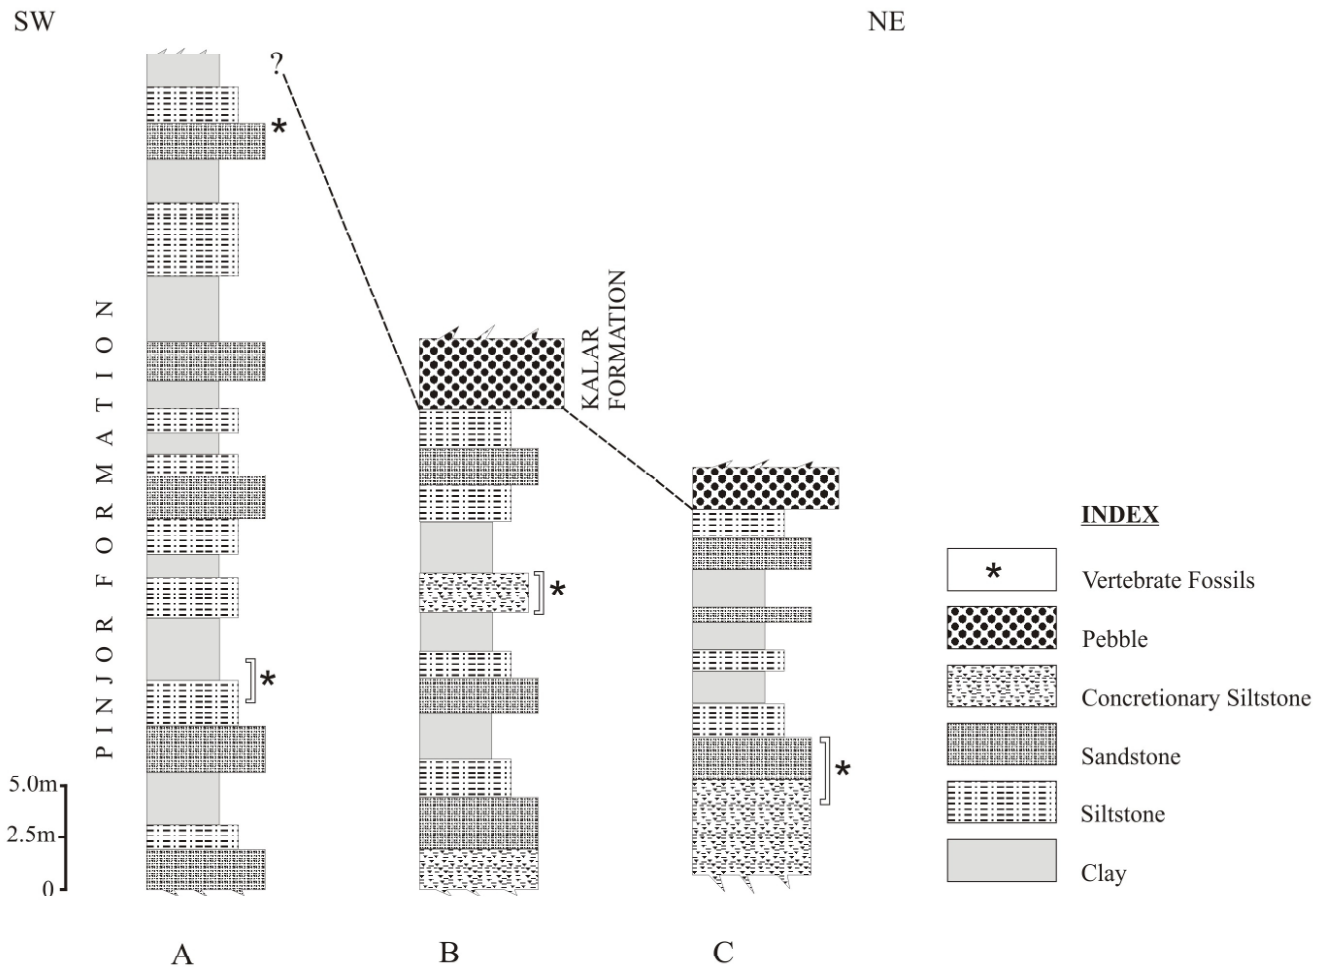 SW
NE
?
*
PINJOR FORMATION
KALAR
FORMATION
*
*
*
5.0m
2.5m
0
INDEX
* Vertebrate Fossils
Pebble
Concretionary Siltstone
Sandstone
Siltstone
Clay
A
B
C